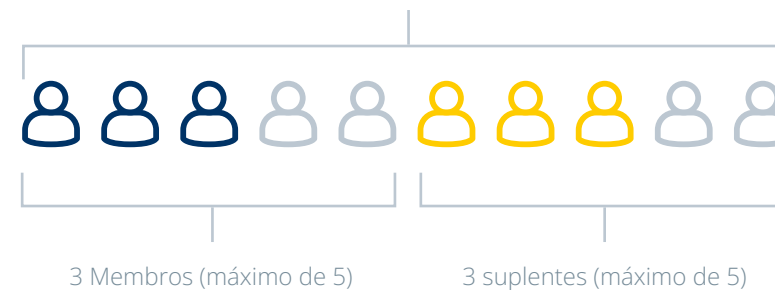 3 Membros (máximo de 5)
3 suplentes (máximo de 5)